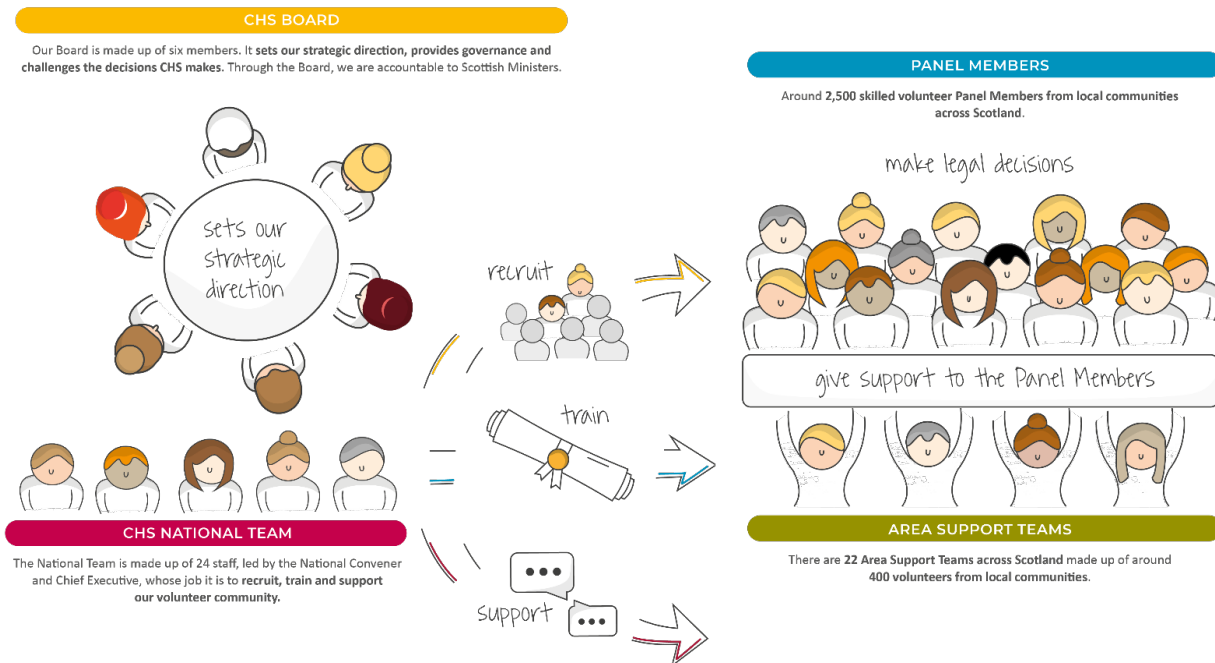 CHS BOARD
Our Board is made up of six members. It sets our strategic direction, provides governance and
challenges the decisions CHS makes. Through the Board, we are accountable to Scottish Ministers.
sets our
strategic
direction
CHS NATIONAL TEAM
The National Team is made up of 24 staff, led by the National Convener
and Chief Executive, whose job it is to recruit, train and support
our volunteer community.
recruit
train
support
PANEL MEMBERS
Around 2,500 skilled volunteer Panel Members from local communities
across Scotland.
make legal decisions
give support to the Panel Members
AREA SUPPORT TEAMS
There are 22 Area Support Teams across Scotland made up of around
400 volunteers from local communities.